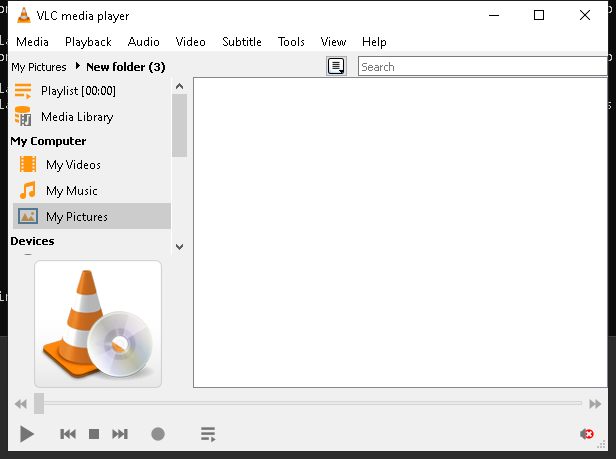 VLC media player
Media Playback Audio Video Subtitle Tools View Help
My Pictures New folder (3)
Search
Playlist [00:00]
Media Library
My Computer
My Videos
My Music
My Pictures
Devices